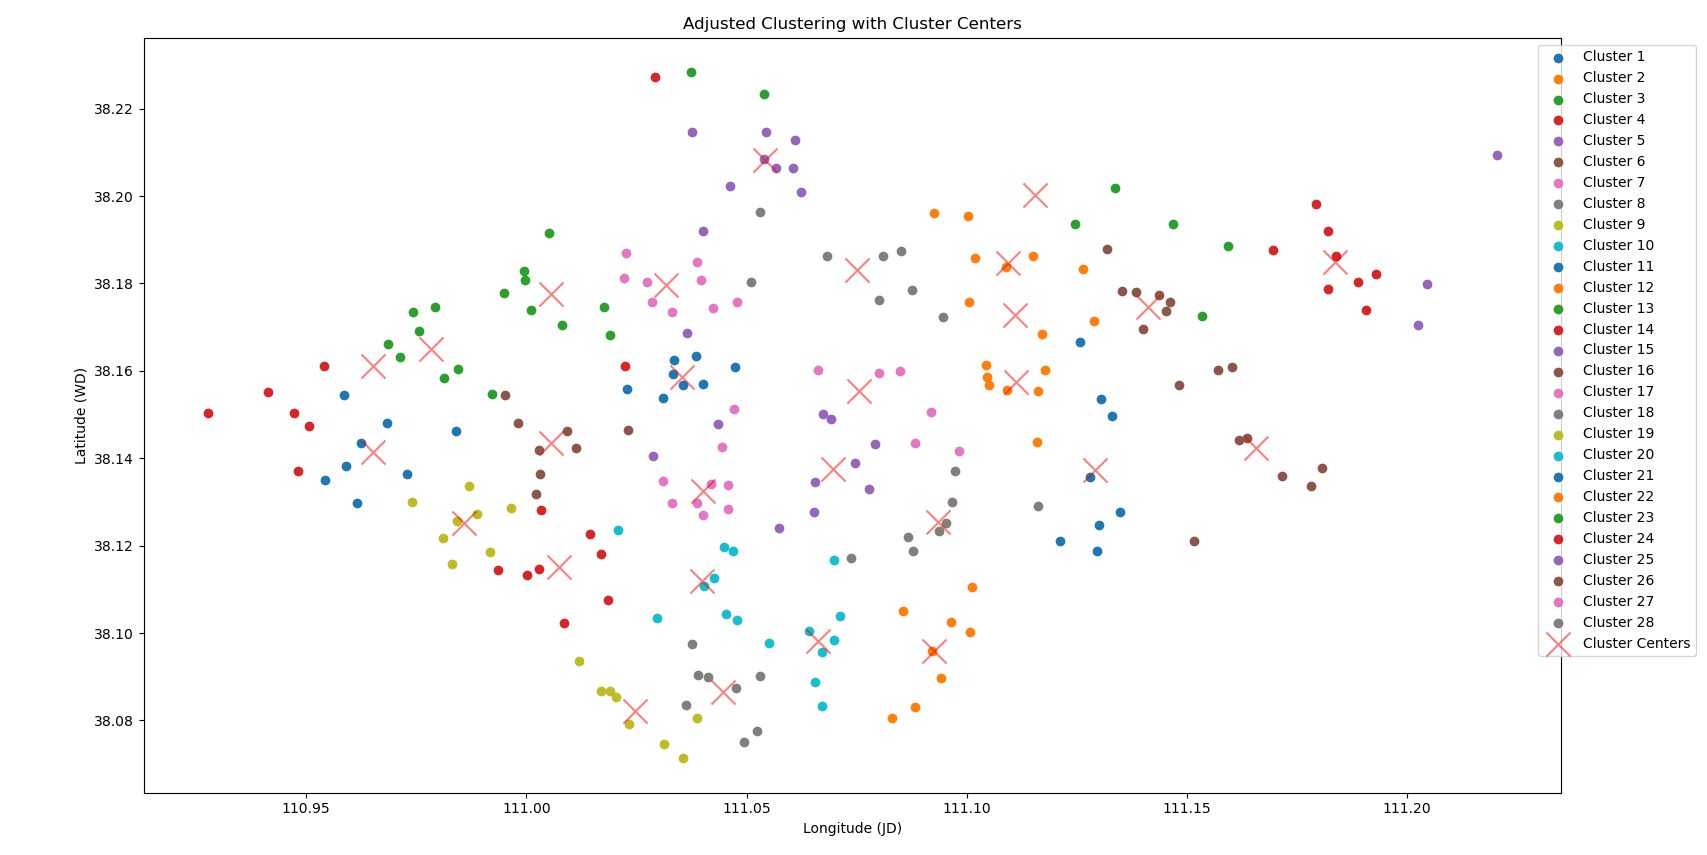 Adjusted Clustering with Cluster Centers
38.22
38.20
38.18
38.16
38.14
38.12
38.10
38.08
Latitude (WD)
110.95
111.00
111.05
111.10
111.15
111.20
Longitude (JD)
Cluster 1
Cluster 2
Cluster 3
Cluster 4
Cluster 5
Cluster 6
Cluster 7
Cluster 8
Cluster 9
Cluster 10
Cluster 11
Cluster 12
Cluster 13
Cluster 14
Cluster 15
Cluster 16
Cluster 17
Cluster 18
Cluster 19
Cluster 20
Cluster 21
Cluster 22
Cluster 23
Cluster 24
Cluster 25
Cluster 26
Cluster 27
Cluster 28
Cluster Centers